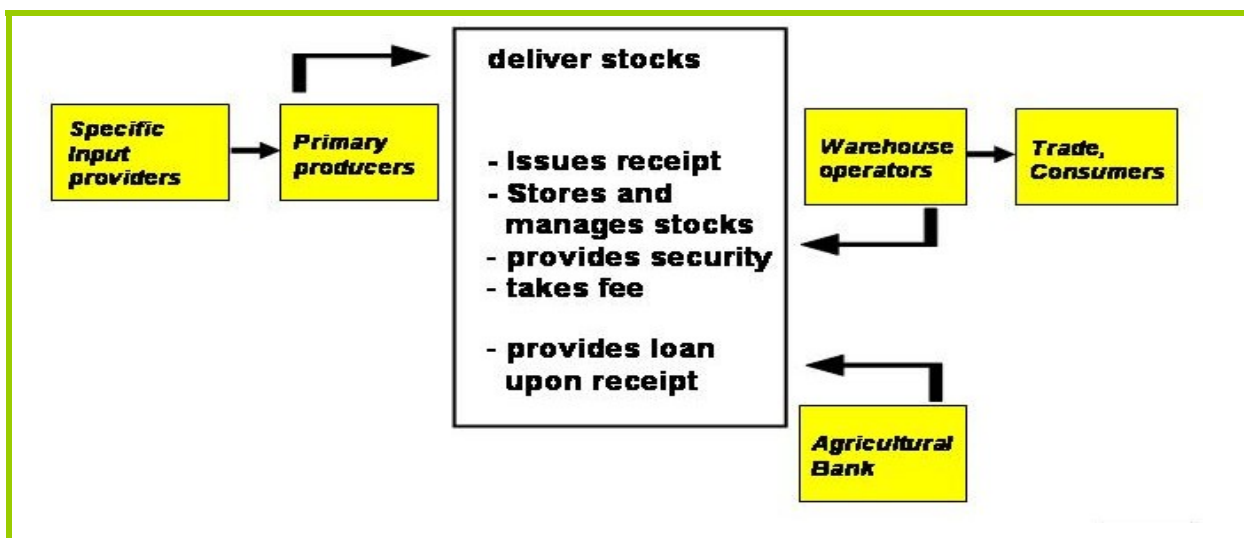 Specific
Input
providers
Primary
producers
deliver stocks
- Issues receipt
- Stores and
manages stocks
- provides security
- takes fee
- provides loan
upon receipt
Warehouse
operators
Trade,
Consumers
Agricultural
Bank